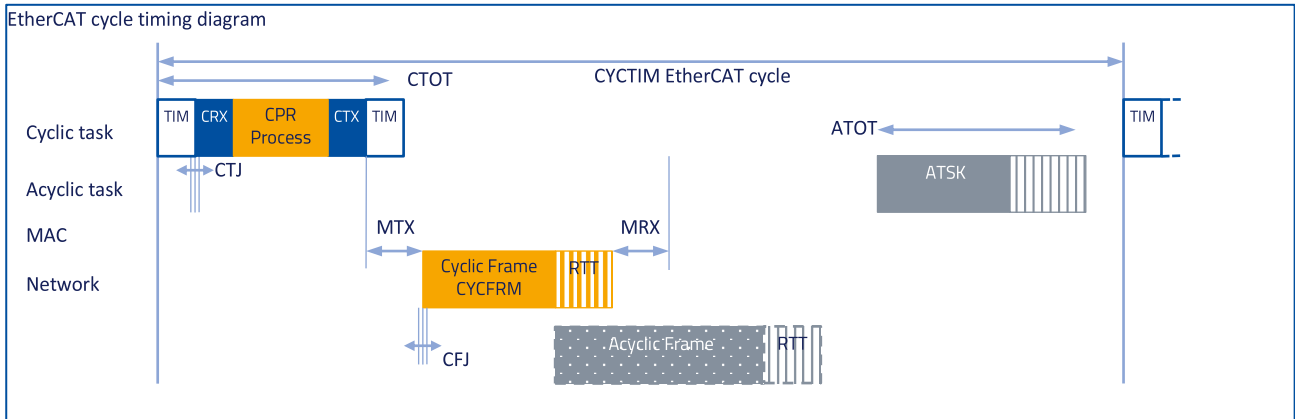 EtherCAT cycle timing diagram
CTOT
CYCTIM EtherCAT cycle
Cyclic task
TIM
CRX
CPR
Process
CTX
TIM
ATOT
TIM
CTJ
Acyclic task
ATSK
MAC
MTX
MRX
Network
Cyclic Frame
CYCFRM
RTT
CFJ
Acyclic Frame
RTT